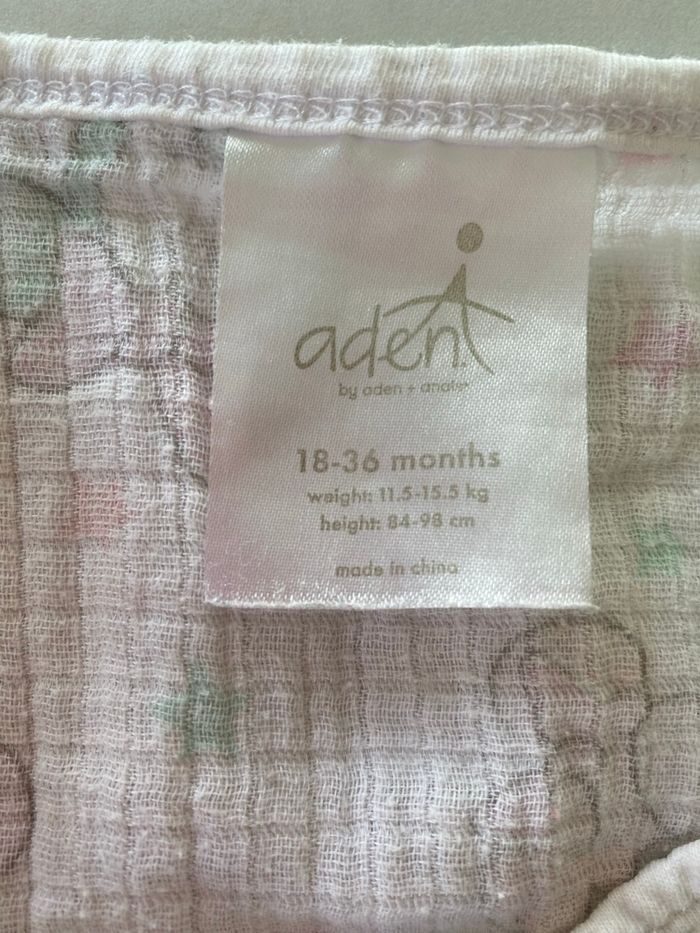 aden
by aden + anais
18-36 months
weight: 11.5-15.5 kg
height: 84-98 cm
made in china